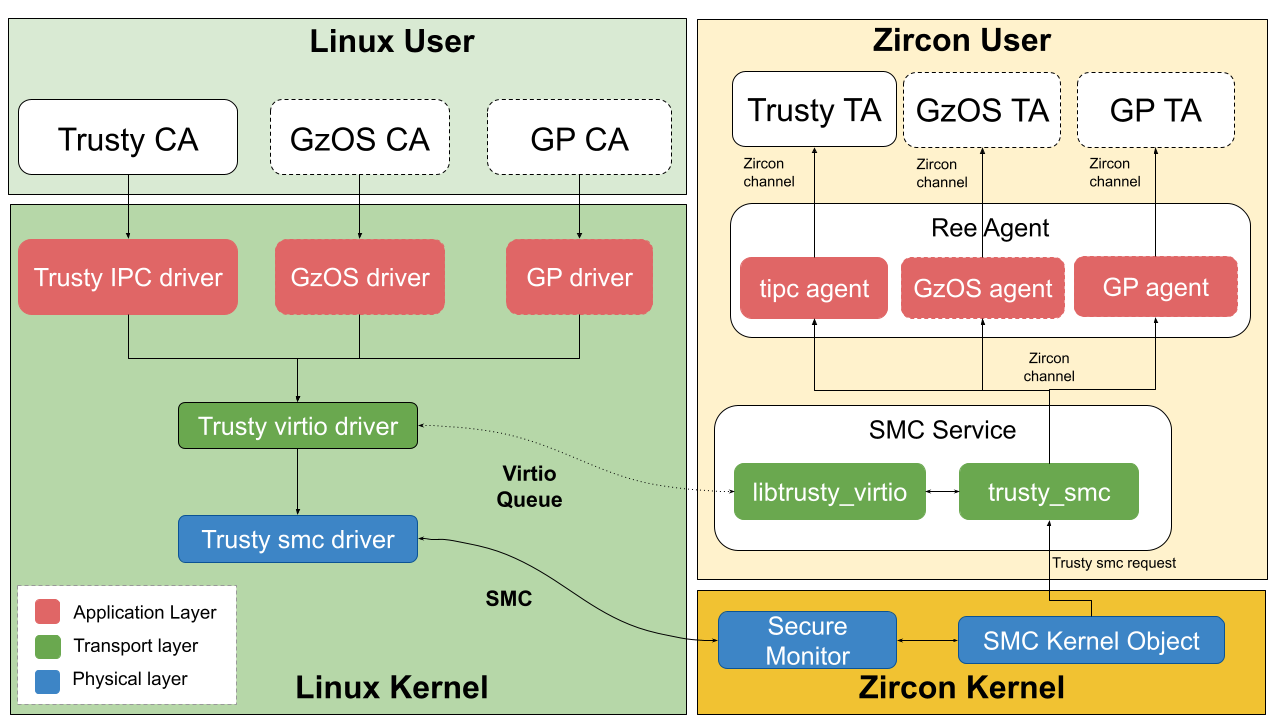 Linux User
Trusty CA
GzOS CA
GP CA
Trusty IPC driver
GzOS driver
GP driver
Trusty virtio driver
Virtio
Queue
Trusty smc driver
SMC
Application Layer
Transport layer
Physical layer
Linux Kernel
Zircon User
Trusty TA
GzOS TA
GP TA
Zircon
channel
Zircon
channel
Zircon
channel
Ree Agent
tipc agent
GzOS agent
GP agent
Zircon
channel
SMC Service
libtrusty_virtio
trusty_smc
Trusty smc request
Secure
Monitor
SMC Kernel Object
Zircon Kernel